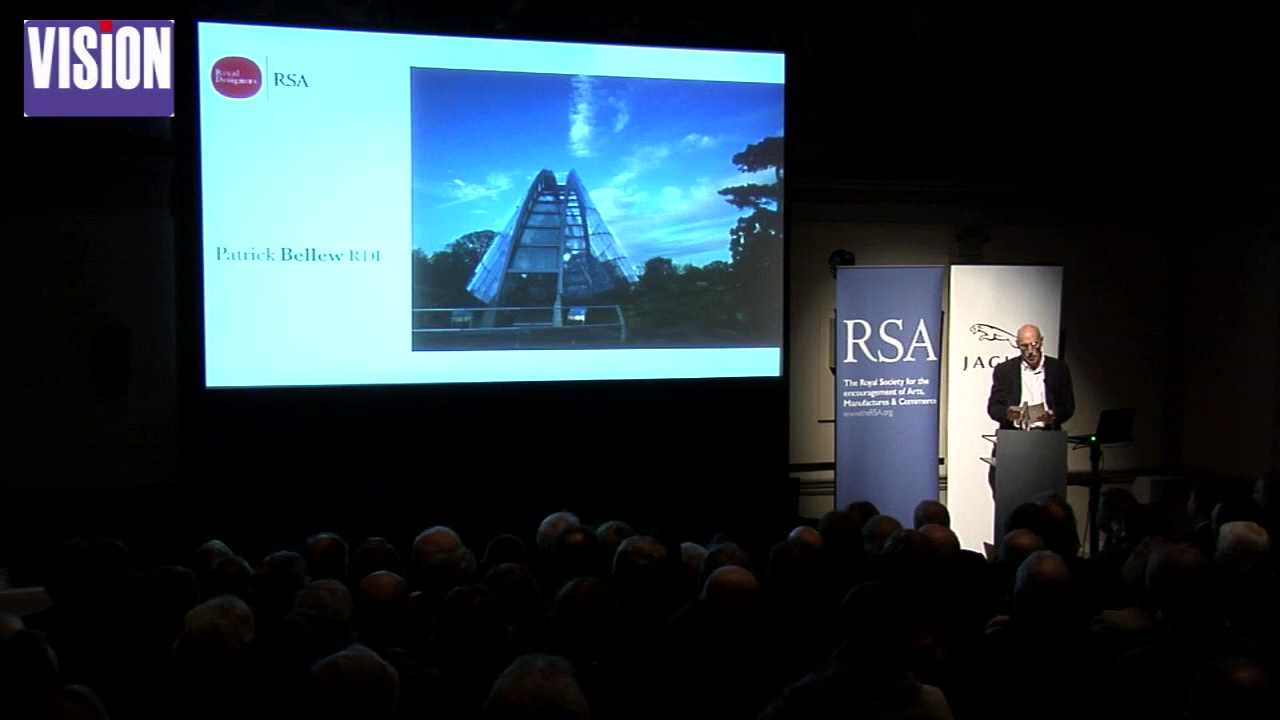 VISION
Royal
Designers
RSA
Patrick Bellew RDI
RSA
The Royal Society for the
encouragement of Arts,
Manufactures & Commerce
www.theRSA.org